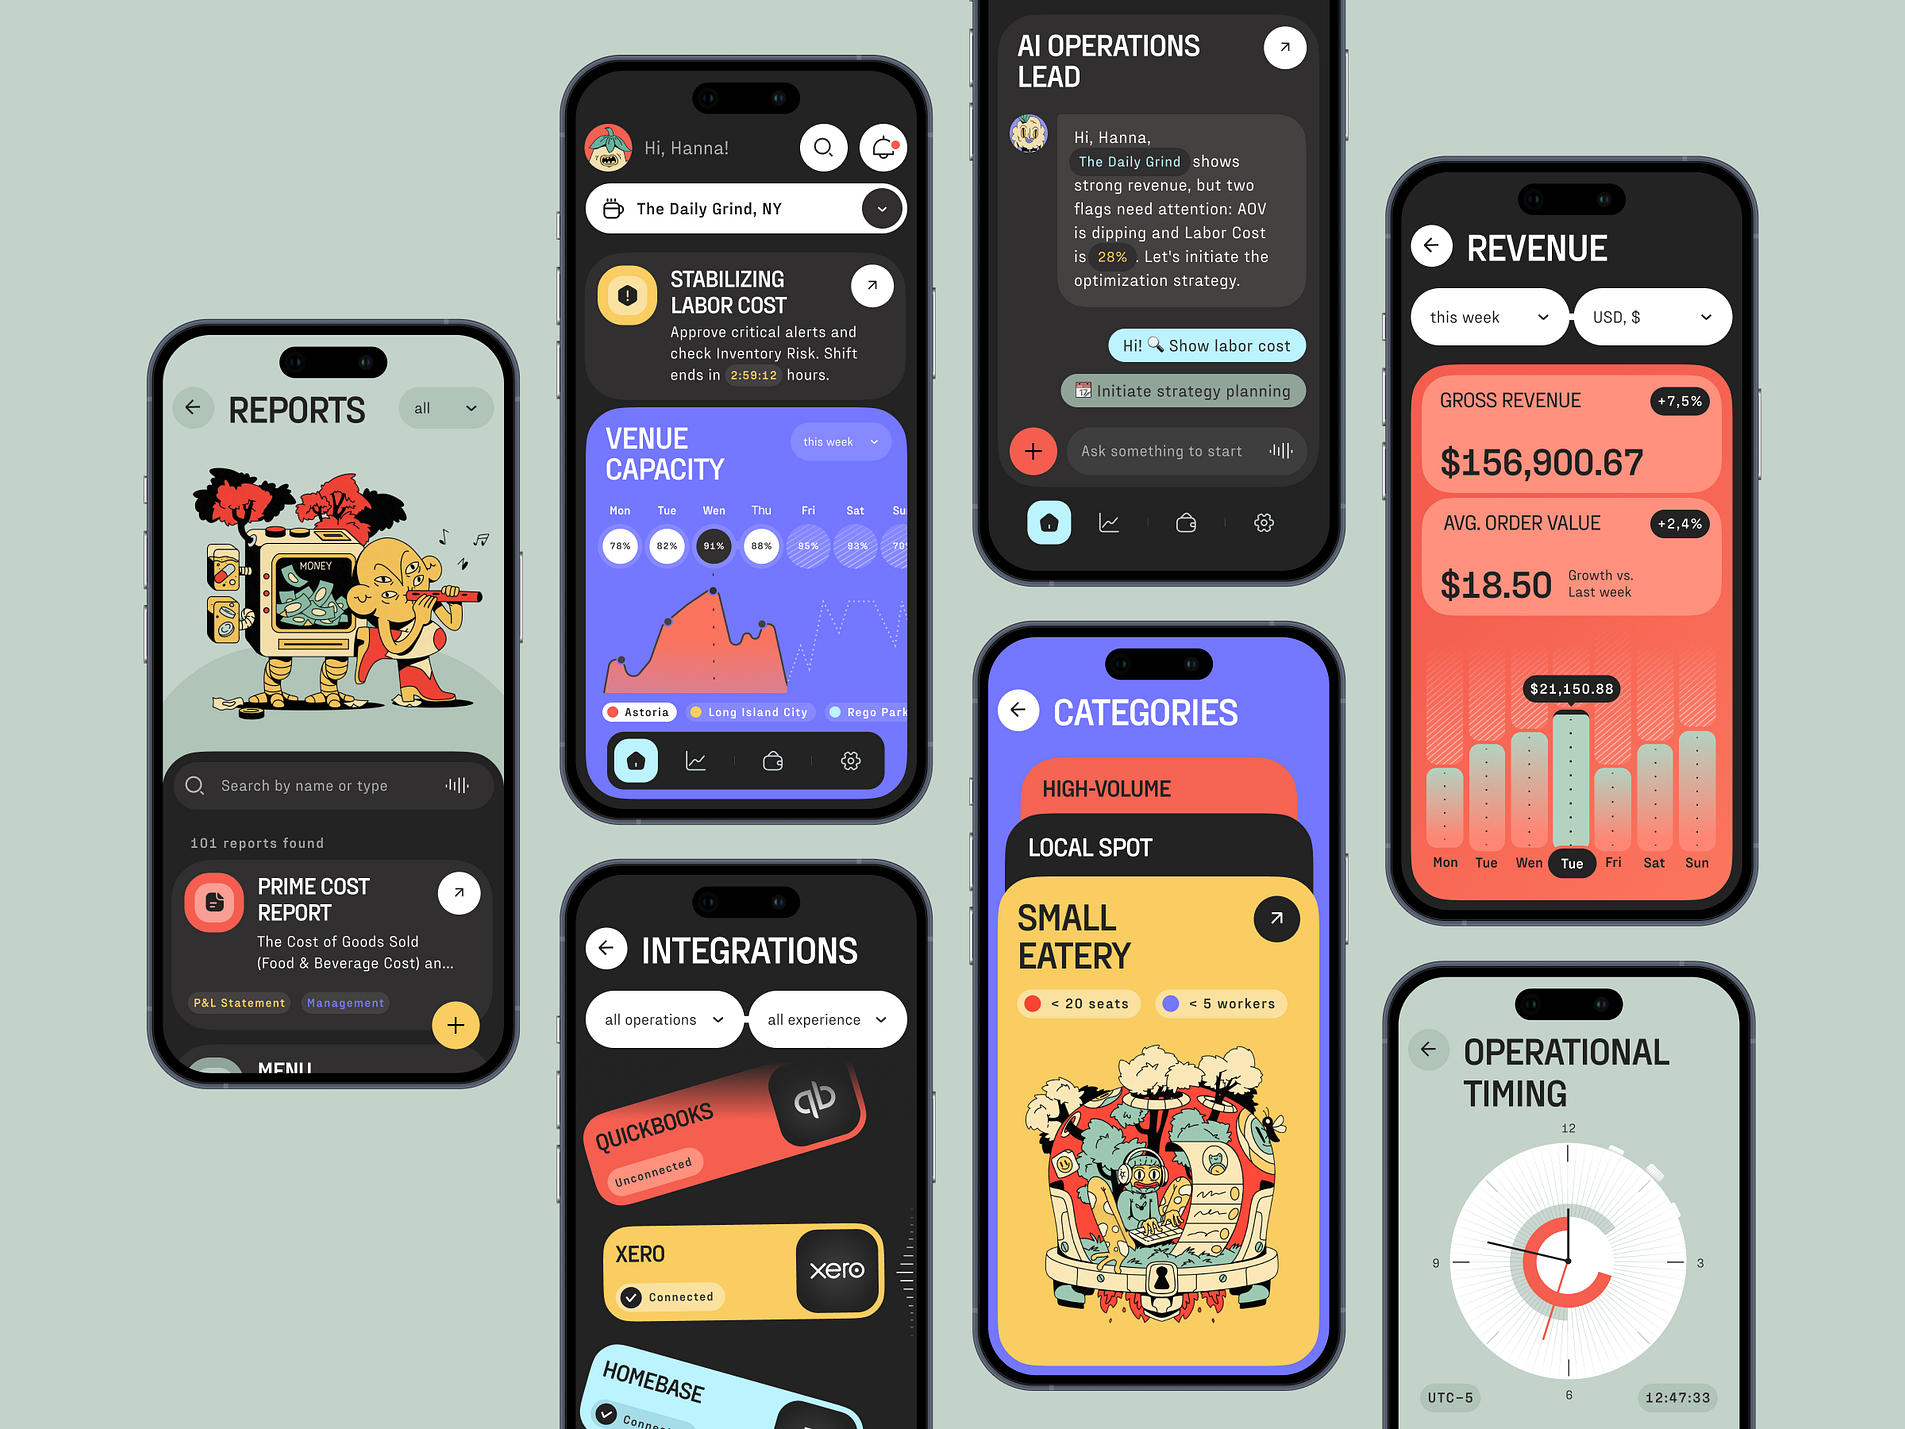 REPORTS
all
MONEY
Search by name or type
101 reports found
PRIME COST
REPORT
The Cost of Goods Sold
(Food & Beverage Cost) an...
P&L Statement
Management
MENU
Hi, Hanna!
The Daily Grind, NY
STABILIZING
LABOR COST
Approve critical alerts and
check Inventory Risk. Shift
ends in 2:59:12 hours.
VENUE
CAPACITY
this week
Mon Tue Wen Thu Fri Sat Su
78% 82% 91% 88% 95% 93% 70%
Astoria
Long Island City
Rego Park
INTEGRATIONS
all operations
all experience
QUICKBOOKS
Unconnected
qb
XERO
Connected
xero
HOMEBASE
Connec
AI OPERATIONS
LEAD
Hi, Hanna,
The Daily Grind shows
strong revenue, but two
flags need attention: AOV
is dipping and Labor Cost
is 28% . Let's initiate the
optimization strategy.
Hi! 🔍 Show labor cost
📆 Initiate strategy planning
Ask something to start
CATEGORIES
HIGH-VOLUME
LOCAL SPOT
SMALL
EATERY
< 20 seats
< 5 workers
REVENUE
this week
USD, $
GROSS REVENUE
+7,5%
$156,900.67
AVG. ORDER VALUE
+2,4%
$18.50
Growth vs.
Last week
$21,150.88
Mon Tue Wen Tue Fri Sat Sun
OPERATIONAL
TIMING
12
9
3
6
UTC-5
12:47:33